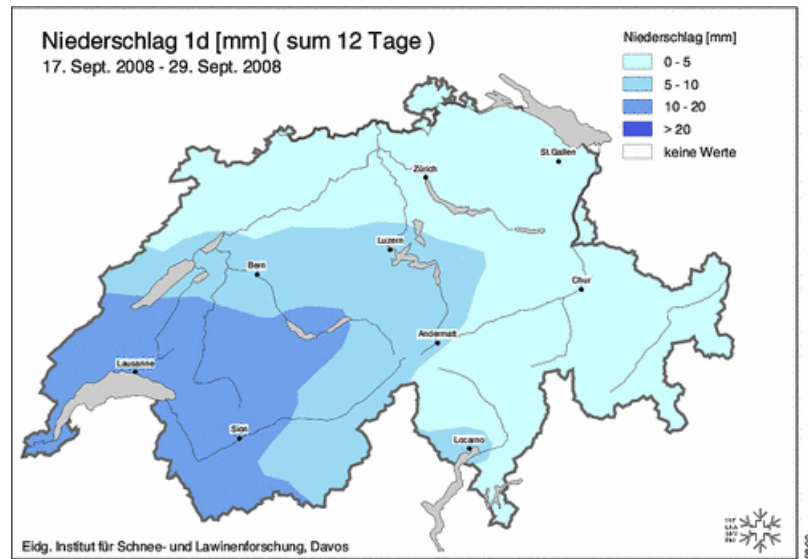 Niederschlag 1d [mm] ( sum 12 Tage )
17. Sept. 2008 - 29. Sept. 2008
Niederschlag [mm]
0 - 5
5 - 10
10 - 20
> 20
keine Werte
St.Gallen
Zürich
Luzern
Bern
Chur
Andermatt
Lausanne
Sion
Locarno
Eidg. Institut für Schnee- und Lawinenforschung, Davos